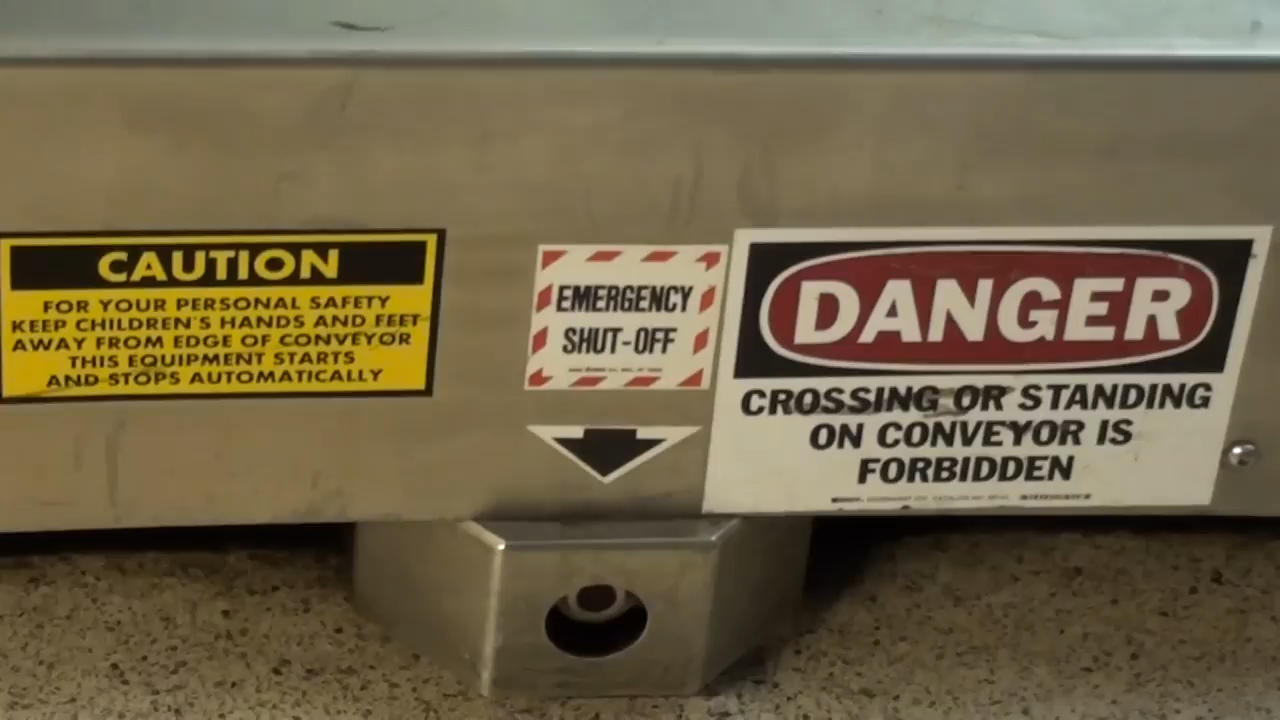 CAUTION
FOR YOUR PERSONAL SAFETY
KEEP CHILDREN'S HANDS AND FEET
AWAY FROM EDGE OF CONVEYOR
THIS EQUIPMENT STARTS
AND STOPS AUTOMATICALLY
EMERGENCY
SHUT-OFF
DANGER
CROSSING OR STANDING
ON CONVEYOR IS
FORBIDDEN